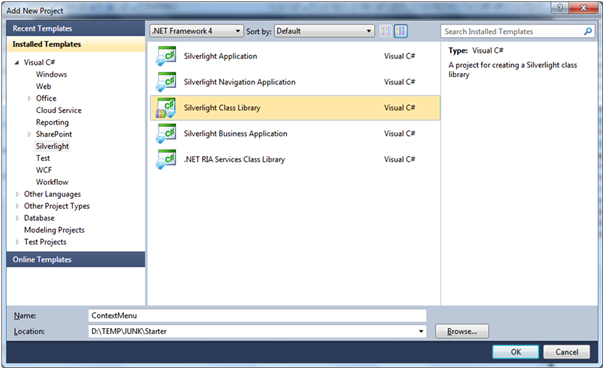 Add New Project
Recent Templates
Installed Templates
Visual C#
Windows
Web
Office
Cloud Service
Reporting
SharePoint
Silverlight
Test
WCF
Workflow
Other Languages
Other Project Types
Database
Modeling Projects
Test Projects
Online Templates
.NET Framework 4 Sort by: Default
Silverlight Application Visual C#
Silverlight Navigation Application Visual C#
Silverlight Class Library Visual C#
Silverlight Business Application Visual C#
.NET RIA Services Class Library Visual C#
Search Installed Templates
Type: Visual C#
A project for creating a Silverlight class
library
Name: ContextMenu
Location: D:\TEMP\JUNK\Starter Browse...
OK Cancel